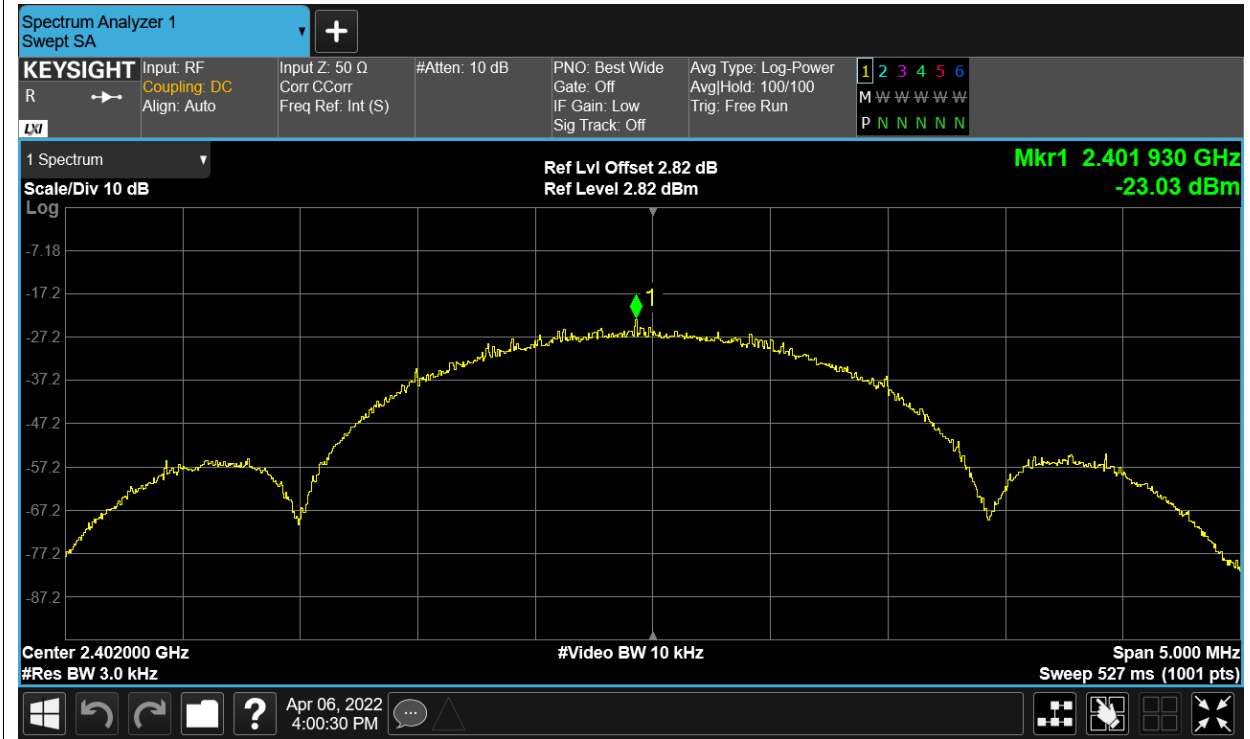 Spectrum Analyzer 1
Swept SA
KEYSIGHT
R
LXI
Input: RF
Coupling: DC
Align: Auto
Input Z: 50 Ω
Corr CCorr
Freq Ref: Int (S)
#Atten: 10 dB
PNO: Best Wide
Gate: Off
IF Gain: Low
Sig Track: Off
Avg Type: Log-Power
Avg|Hold: 100/100
Trig: Free Run
1 2 3 4 5 6
M W W W W W
P N N N N N
1 Spectrum
Scale/Div 10 dB
Log
Ref Lvl Offset 2.82 dB
Ref Level 2.82 dBm
Mkr1 2.401 930 GHz
-23.03 dBm
-7.18
-17.2
1
-27.2
-37.2
-47.2
-57.2
-67.2
-77.2
-87.2
Center 2.402000 GHz
#Res BW 3.0 kHz
#Video BW 10 kHz
Span 5.000 MHz
Sweep 527 ms (1001 pts)
?
Apr 06, 2022
4:00:30 PM